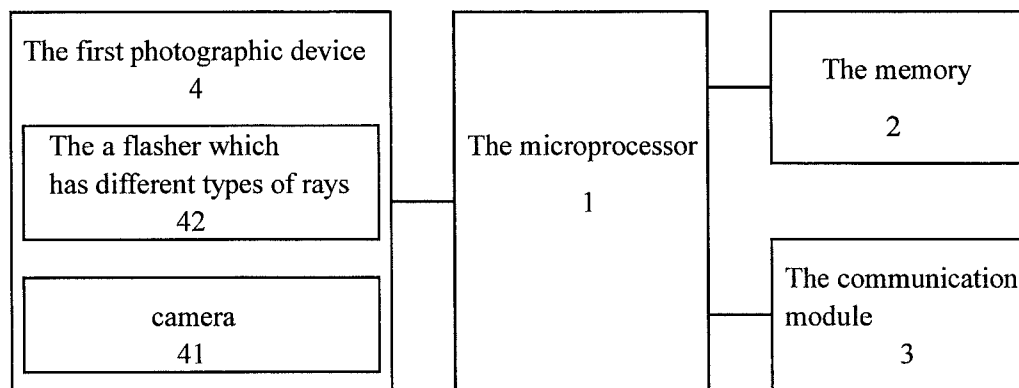 The first photographic device
4
The a flasher which
has different types of rays
42
camera
41
The microprocessor
1
The memory
2
The communication
module
3